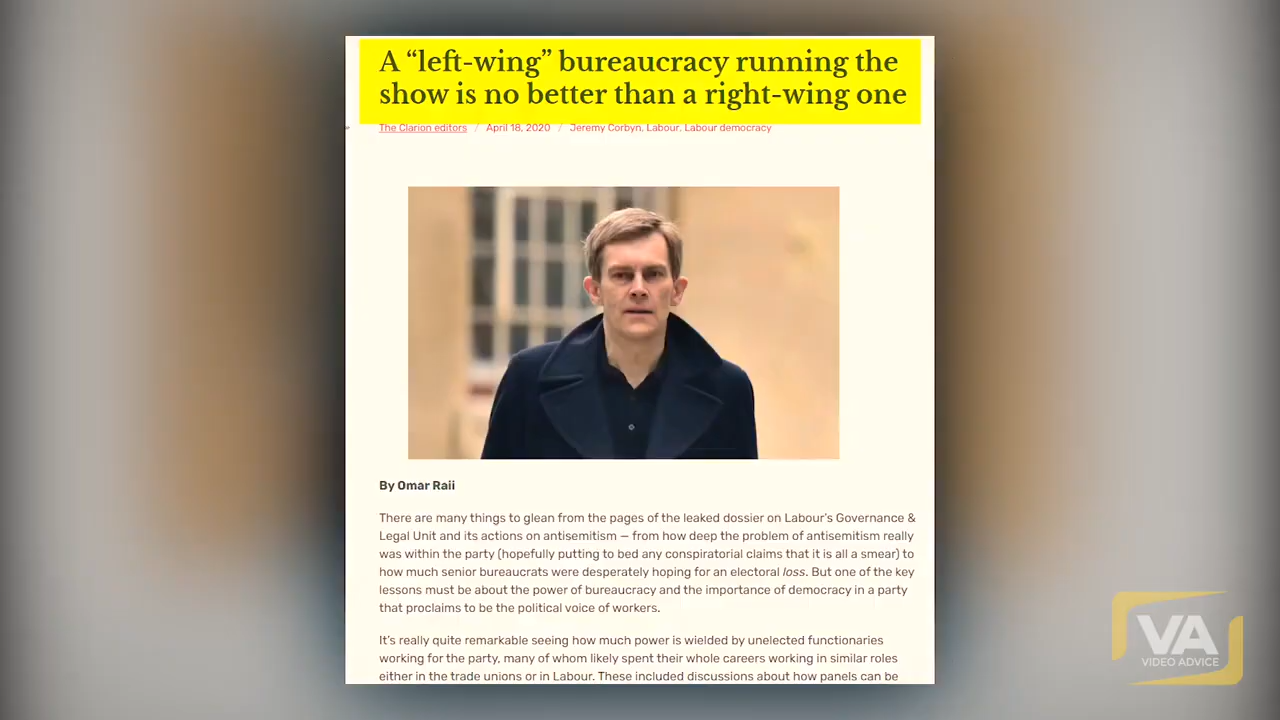 A “left-wing” bureaucracy running the
show is no better than a right-wing one
The Clarion editors / April 18, 2020 / Jeremy Corbyn, Labour, Labour democracy
By Omar Raii
There are many things to glean from the pages of the leaked dossier on Labour’s Governance &
Legal Unit and its actions on antisemitism — from how deep the problem of antisemitism really
was within the party (hopefully putting to bed any conspiratorial claims that it is all a smear) to
how much senior bureaucrats were desperately hoping for an electoral loss. But one of the key
lessons must be about the power of bureaucracy and the importance of democracy in a party
that proclaims to be the political voice of workers.
It’s really quite remarkable seeing how much power is wielded by unelected functionaries
working for the party, many of whom likely spent their whole careers working in similar roles
either in the trade unions or in Labour. These included discussions about how panels can be
VA
VIDEO ADVICE